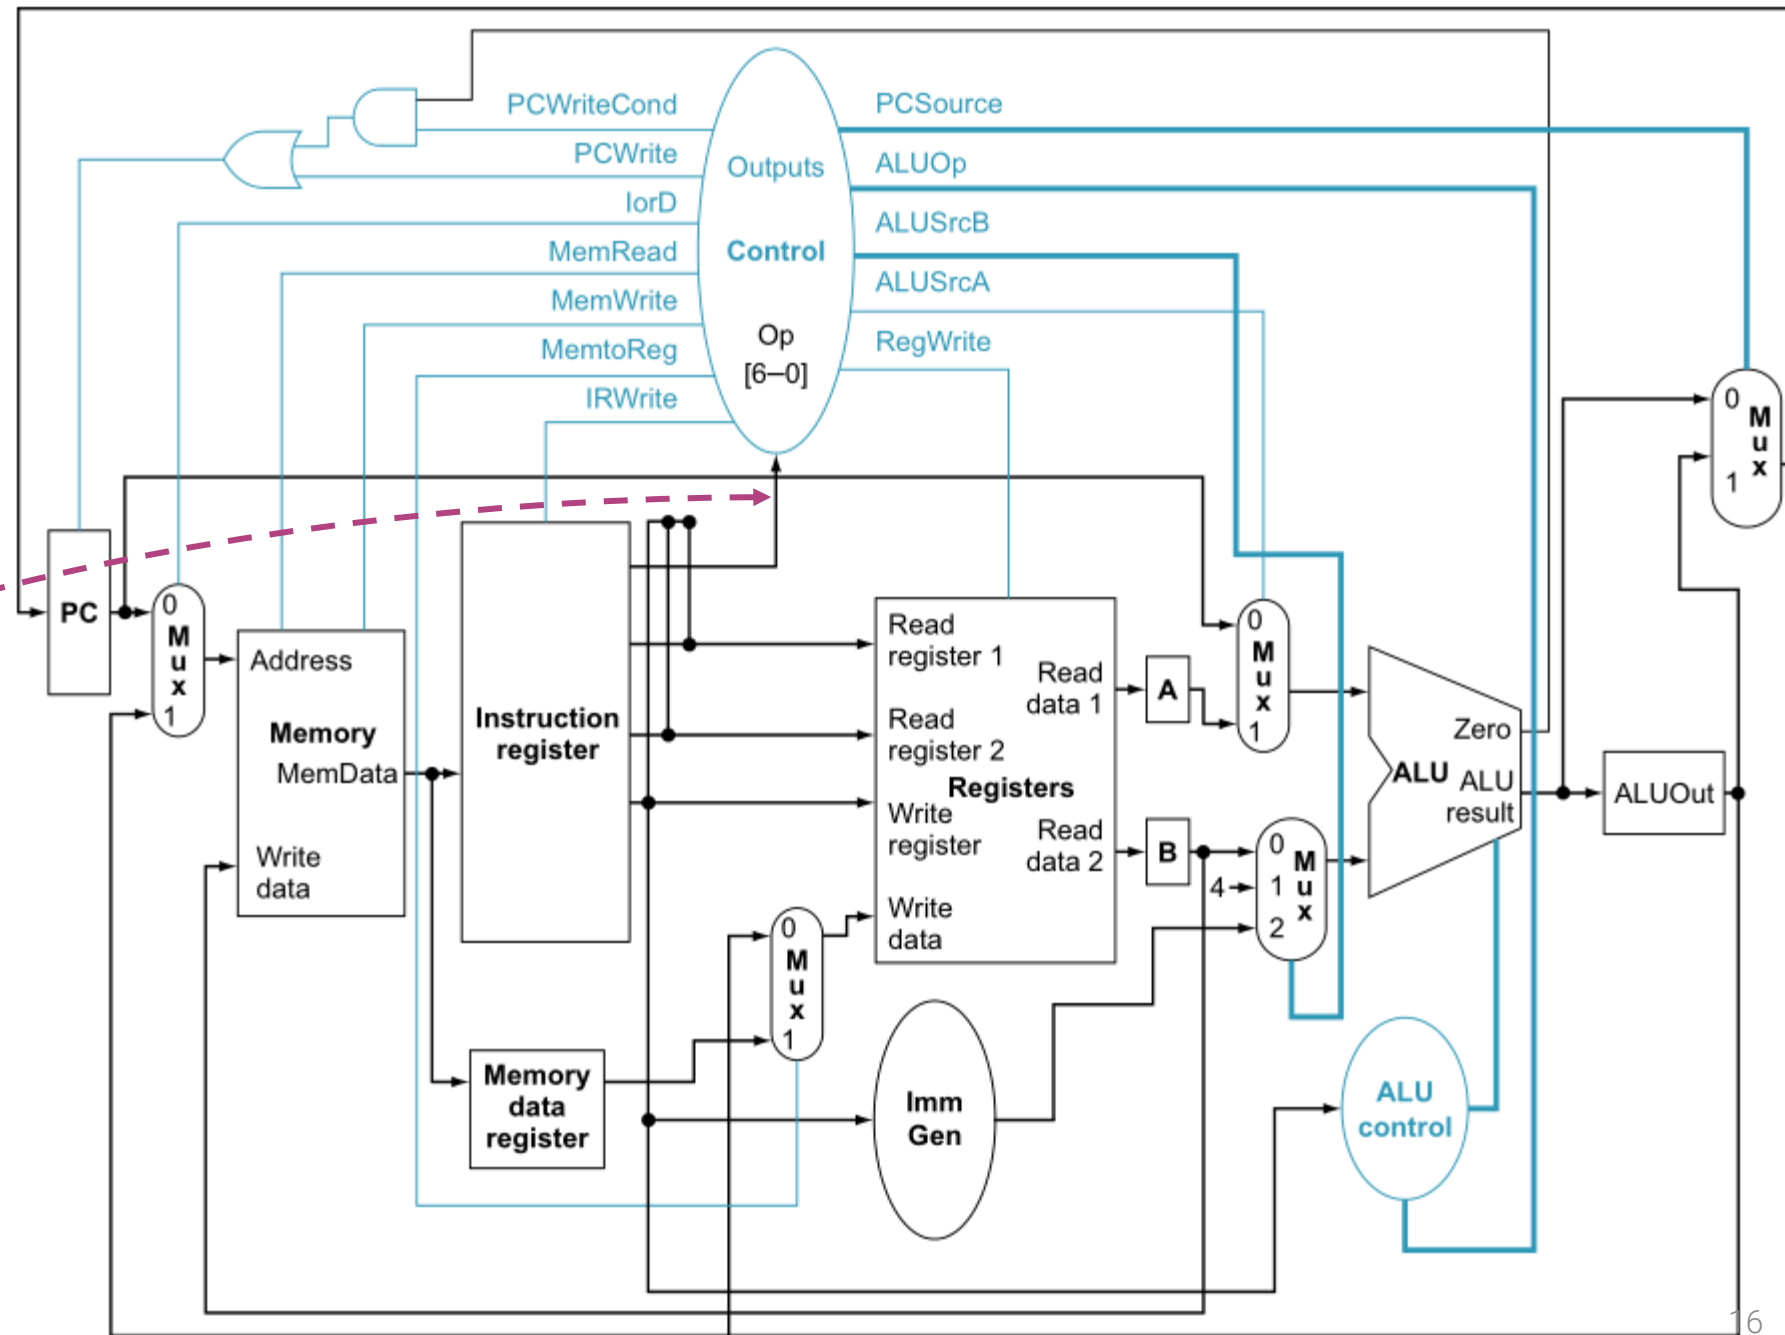 PCWriteCond
PCWrite
IorD
MemRead
MemWrite
MemtoReg
IRWrite
Outputs
Control
Op
[6–0]
PCSource
ALUOp
ALUSrcB
ALUSrcA
RegWrite
0
M
u
x
1
PC
0
M
u
x
1
Address
Memory
MemData
Write
data
Instruction
register
Memory
data
register
0
M
u
x
1
Read
register 1
Read
register 2
Registers
Write
register
Write
data
Read
data 1
Read
data 2
Imm
Gen
A
B
4
0
M
u
x
1
0
1
2
M
u
x
Zero
ALU
ALU
result
ALUOut
ALU
control
16